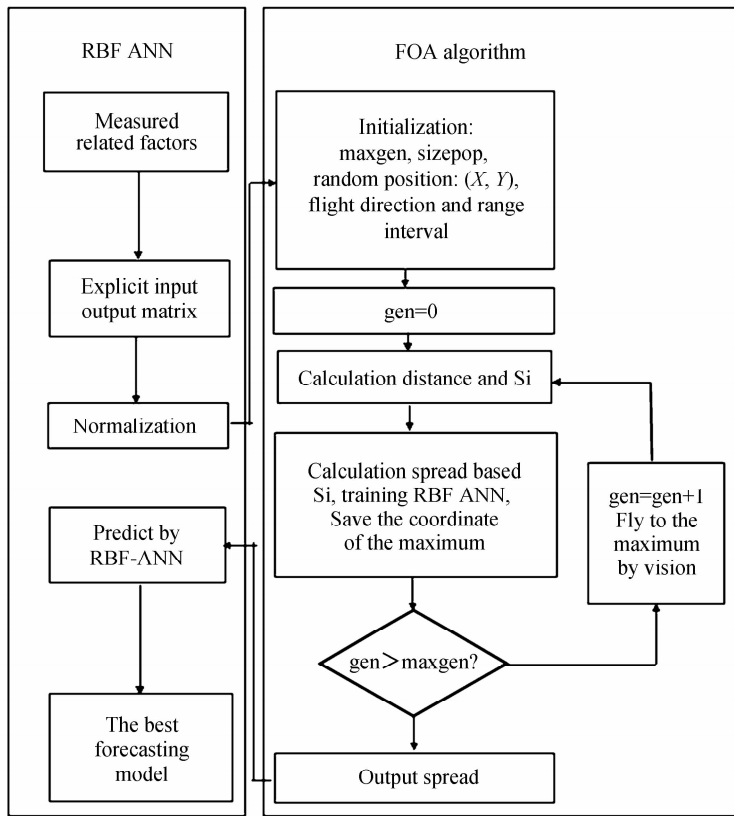 RBF ANN
Measured
related factors
Explicit input
output matrix
Normalization
Predict by
RBF-ANN
The best
forecasting
model
FOA algorithm
Initialization:
maxgen, sizepop,
random position: (X, Y),
flight direction and range
interval
gen=0
Calculation distance and Si
Calculation spread based
Si, training RBF ANN,
Save the coordinate
of the maximum
gen=gen+1
Fly to the
maximum
by vision
gen＞maxgen?
Output spread